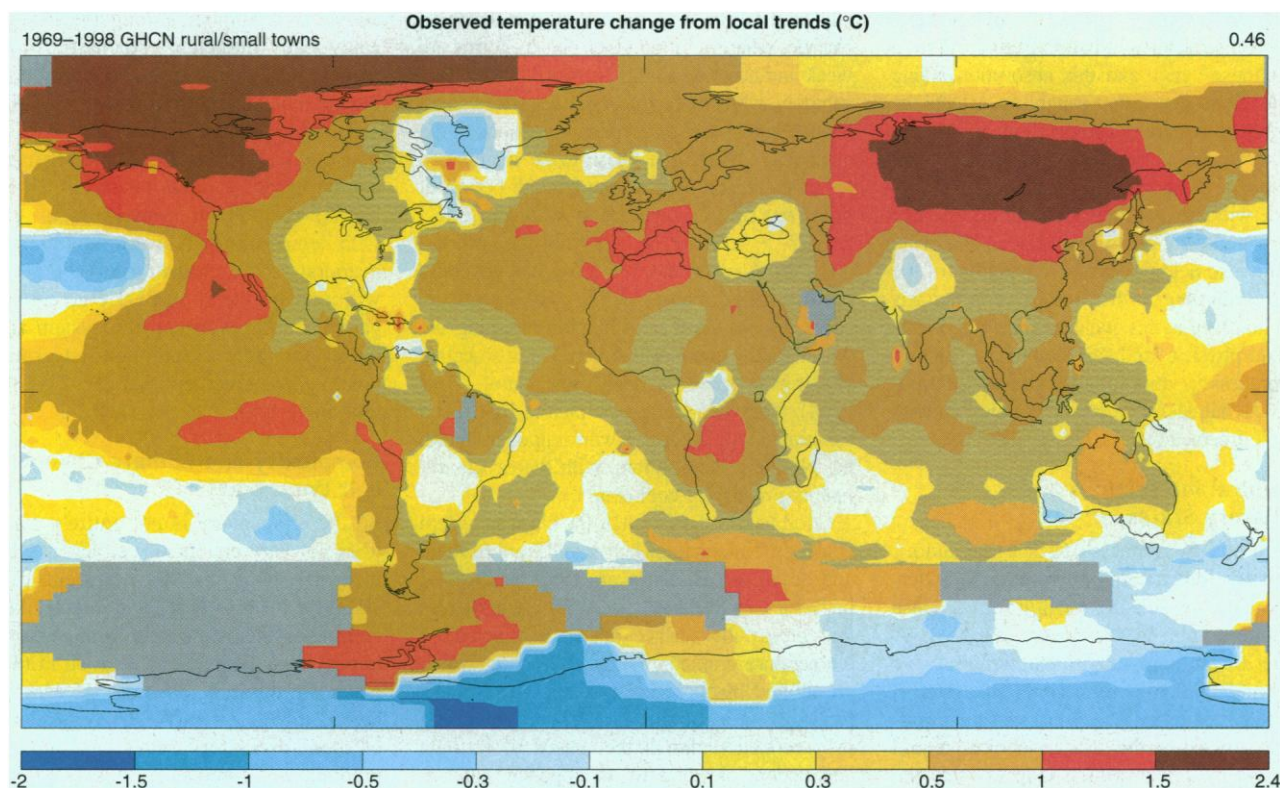 Observed temperature change from local trends (°C)
1969–1998 GHCN rural/small towns 0.46
-2 -1.5 -1 -0.5 -0.3 -0.1 0.1 0.3 0.5 1 1.5 2.4